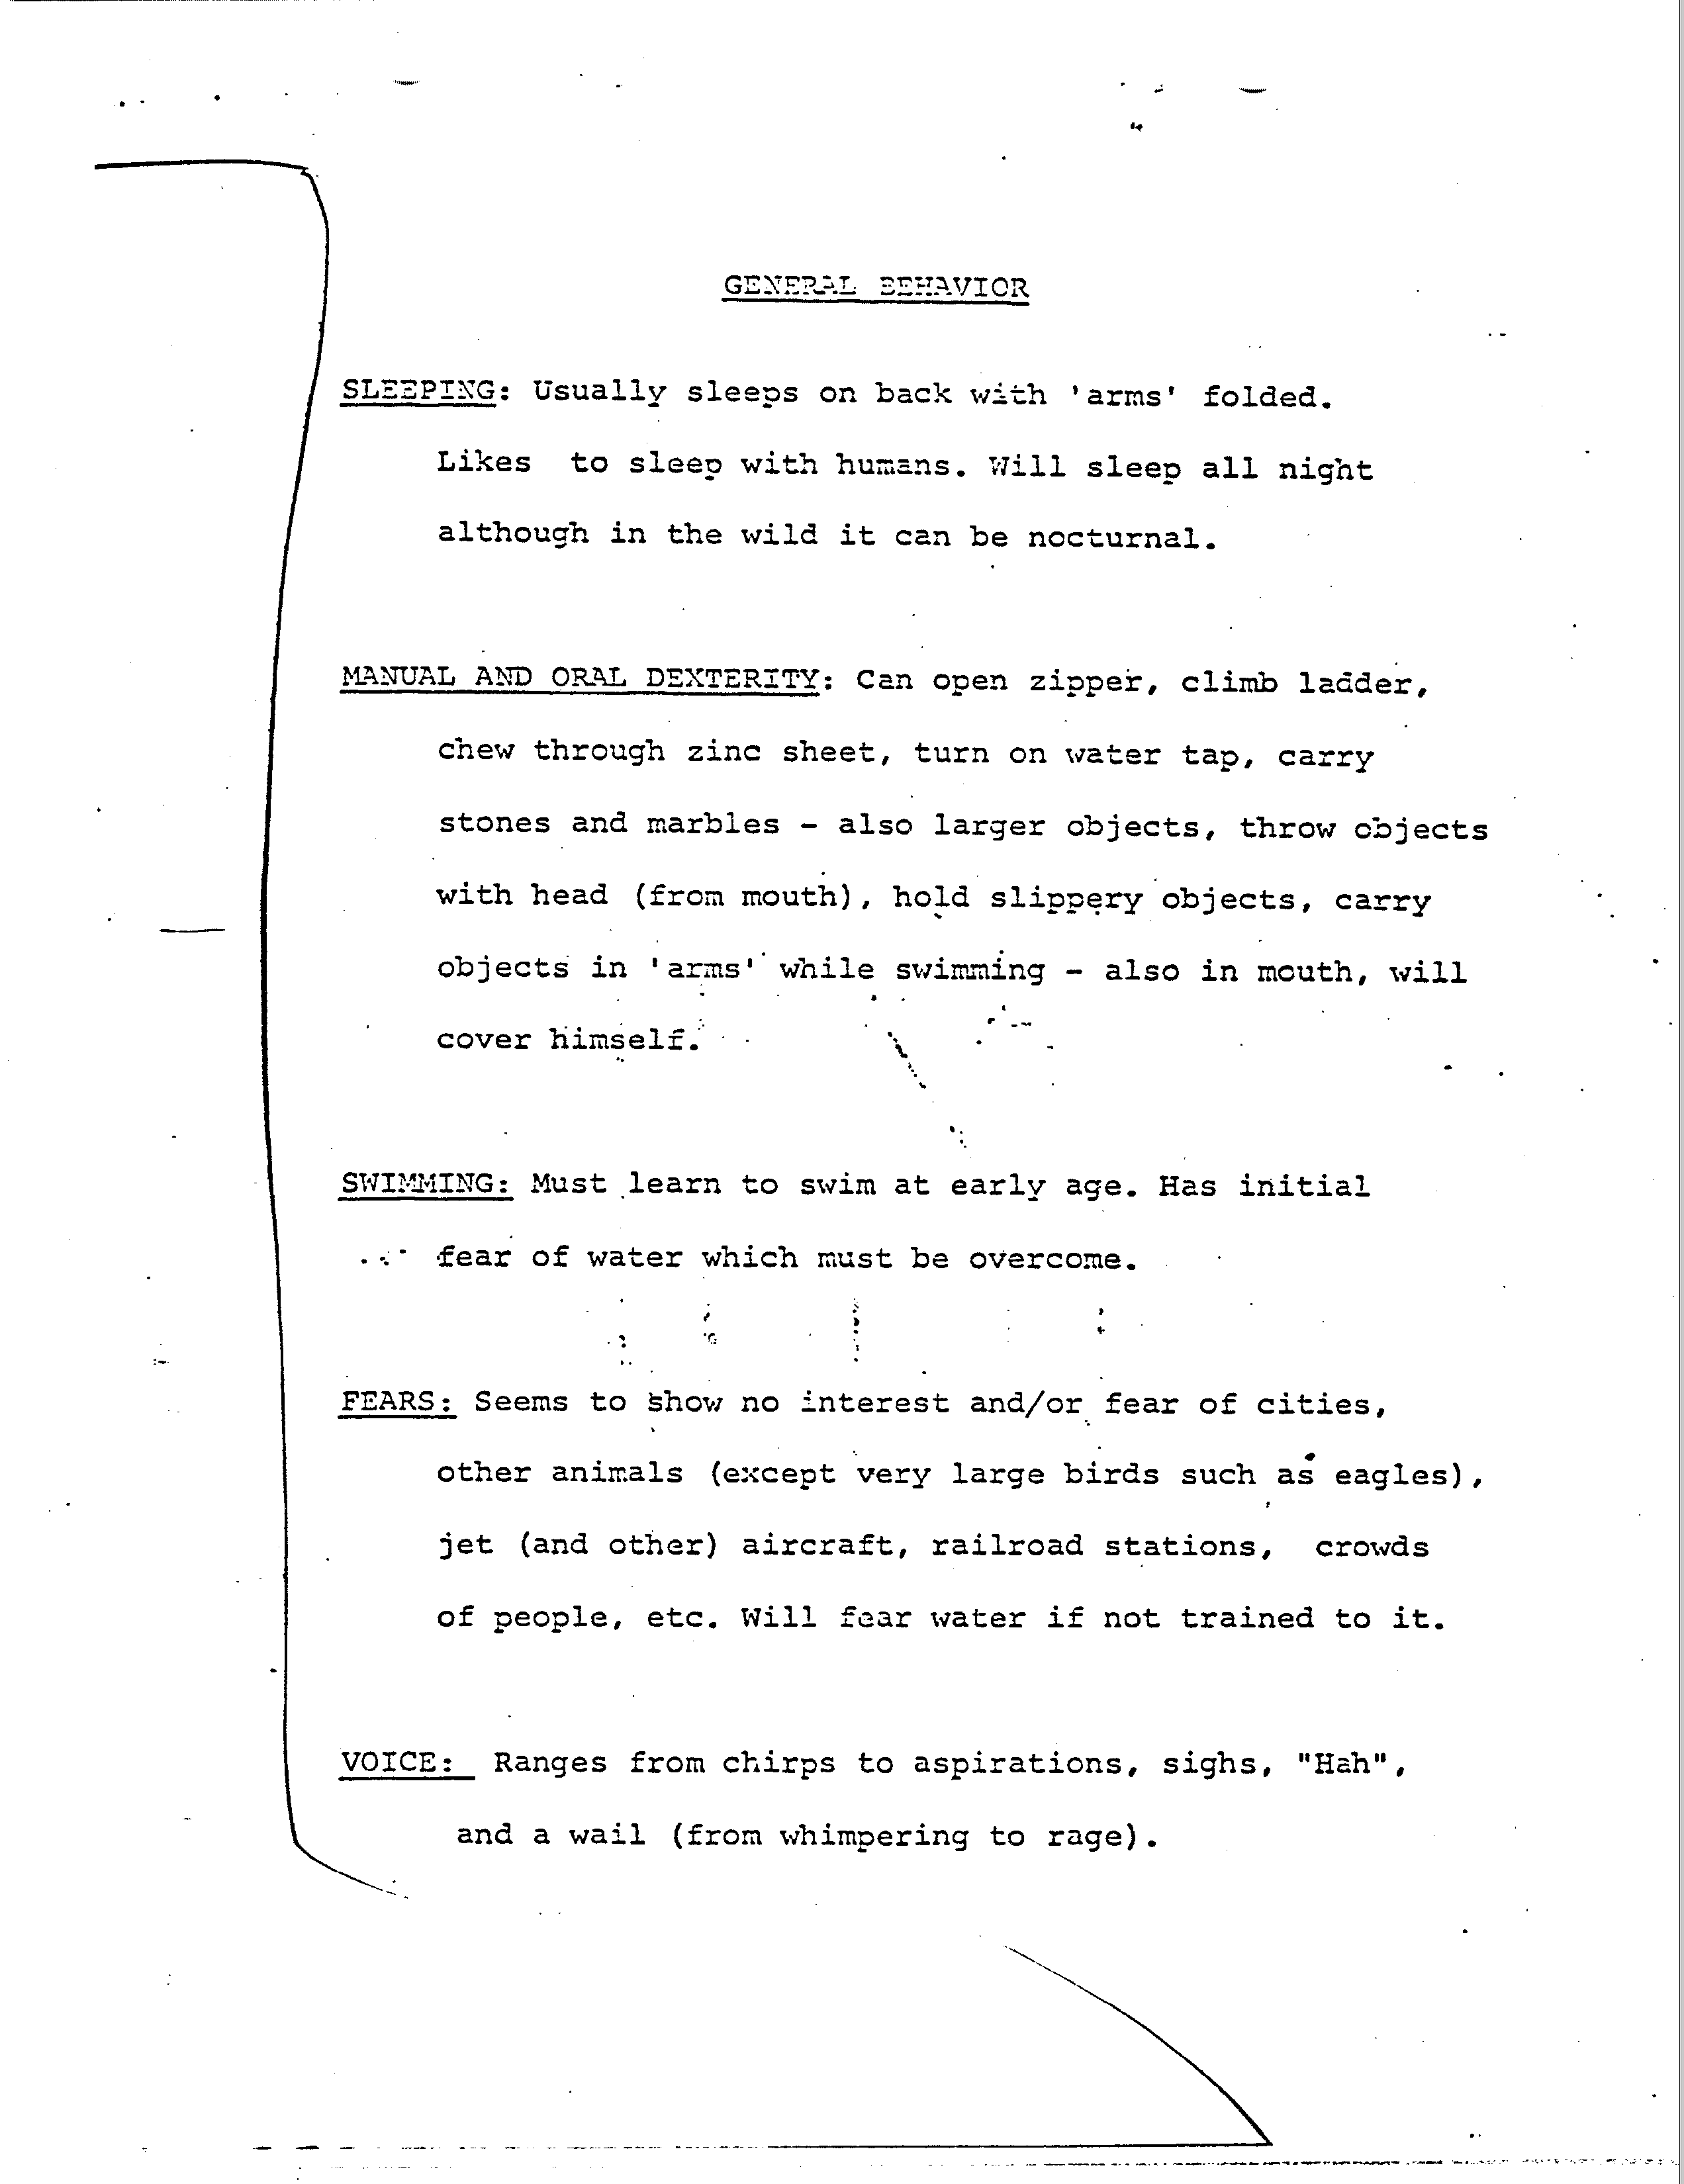 GENERAL BEHAVIOR
SLEEPING: Usually sleeps on back with 'arms' folded.
Likes to sleep with humans. Will sleep all night
although in the wild it can be nocturnal.
MANUAL AND ORAL DEXTERITY: Can open zipper, climb ladder,
chew through zinc sheet, turn on water tap, carry
stones and marbles - also larger objects, throw objects
with head (from mouth), hold slippery objects, carry
objects in 'arms' while swimming - also in mouth, will
cover himself.
SWIMMING: Must learn to swim at early age. Has initial
fear of water which must be overcome.
FEARS: Seems to show no interest and/or fear of cities,
other animals (except very large birds such as eagles),
jet (and other) aircraft, railroad stations, crowds
of people, etc. Will fear water if not trained to it.
VOICE: Ranges from chirps to aspirations, sighs, "Hah",
and a wail (from whimpering to rage).